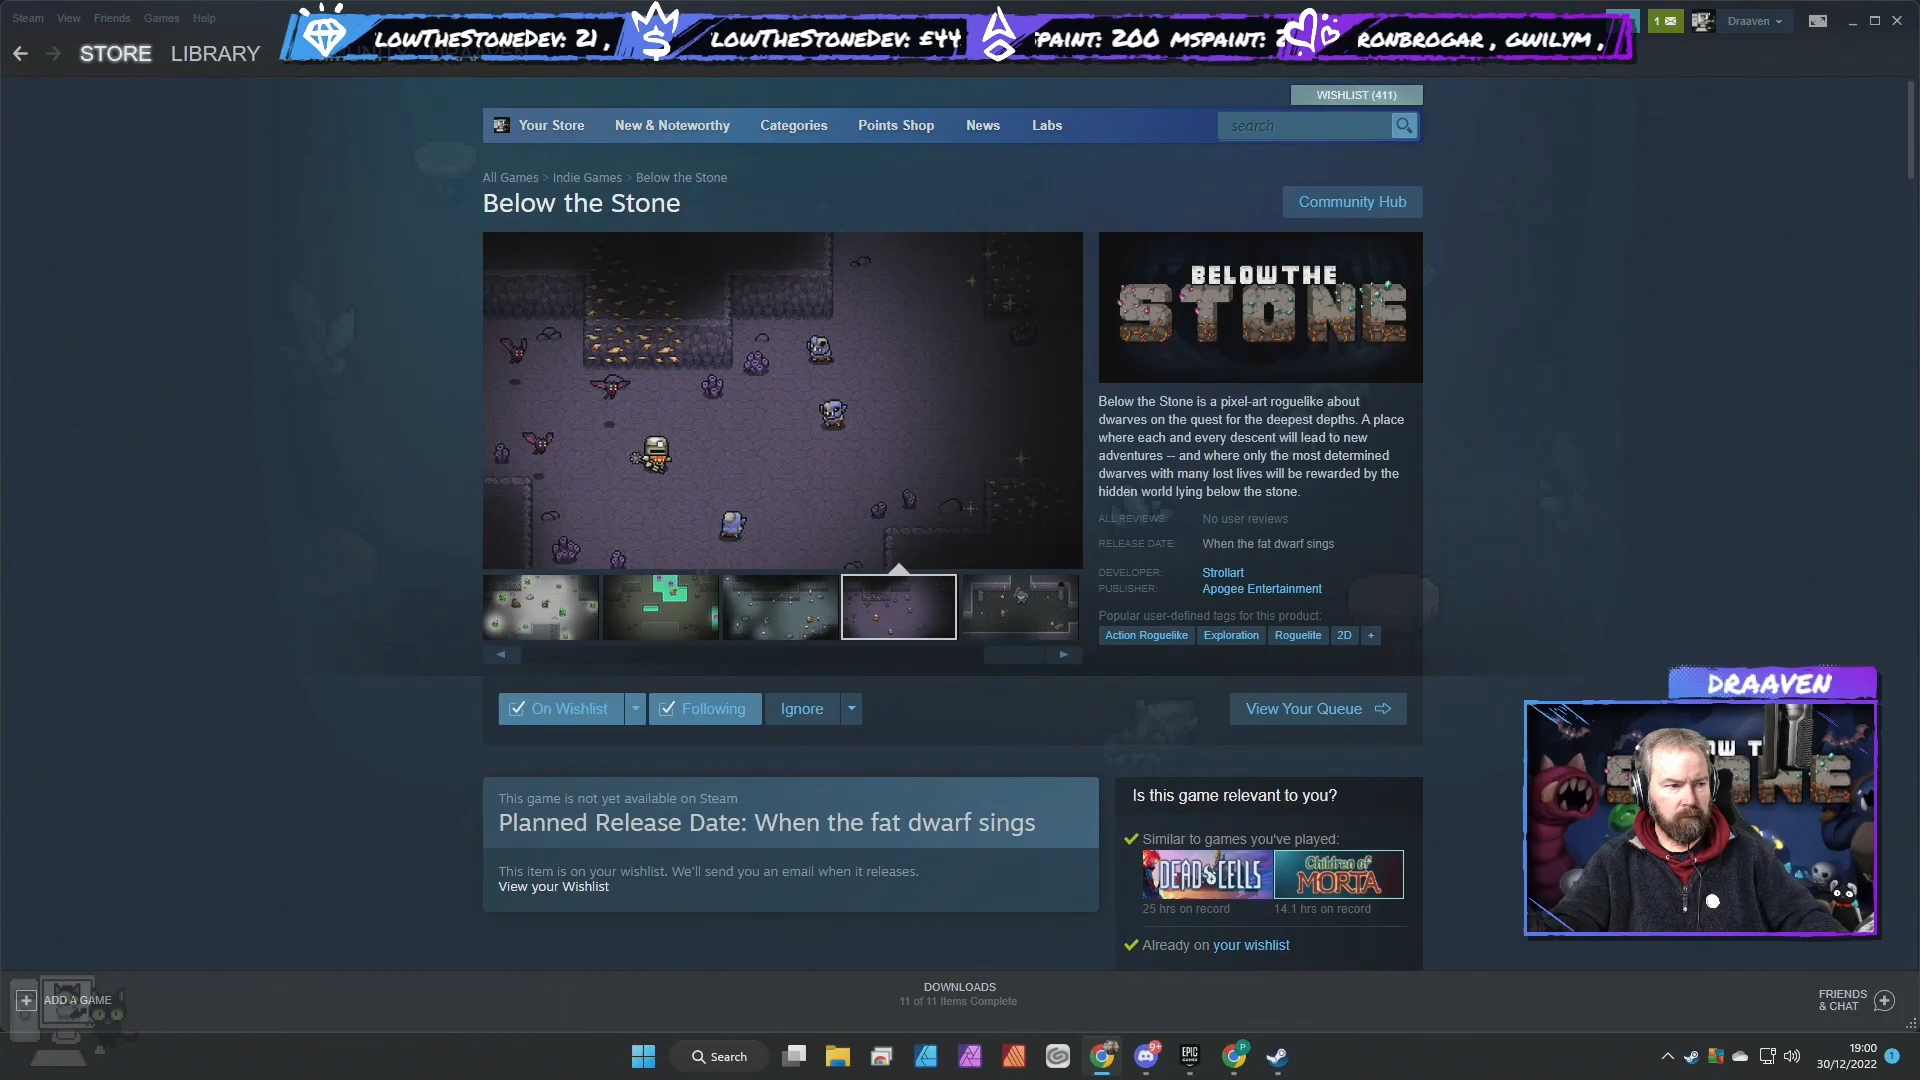 Steam View Friends Games Help
LOWTHESTONEDEV: 21 ,
LOWTHESTONEDEV: £44
PAINT: 200 MSPAINT: 2
RONBROGAR , GWILYM ,
1
Draaven
STORE LIBRARY
WISHLIST (411)
Your Store New & Noteworthy Categories Points Shop News Labs
search
All Games > Indie Games > Below the Stone
Below the Stone
Community Hub
BELOW THE
STONE
Below the Stone is a pixel-art roguelike about
dwarves on the quest for the deepest depths. A place
where each and every descent will lead to new
adventures -- and where only the most determined
dwarves with many lost lives will be rewarded by the
hidden world lying below the stone.
ALL REVIEWS: No user reviews
RELEASE DATE: When the fat dwarf sings
DEVELOPER: Strollart
PUBLISHER: Apogee Entertainment
Popular user-defined tags for this product:
Action Roguelike Exploration Roguelite 2D +
On Wishlist Following Ignore
View Your Queue
DRAAVEN
This game is not yet available on Steam
Planned Release Date: When the fat dwarf sings
This item is on your wishlist. We'll send you an email when it releases.
View your Wishlist
Is this game relevant to you?
Similar to games you've played:
DEAD CELLS
Children of
MORTA
25 hrs on record 14.1 hrs on record
Already on your wishlist
ADD A GAME
DOWNLOADS
11 of 11 Items Complete
FRIENDS
& CHAT
Search
9+
EPIC
GAMES
P
19:00
30/12/2022
1